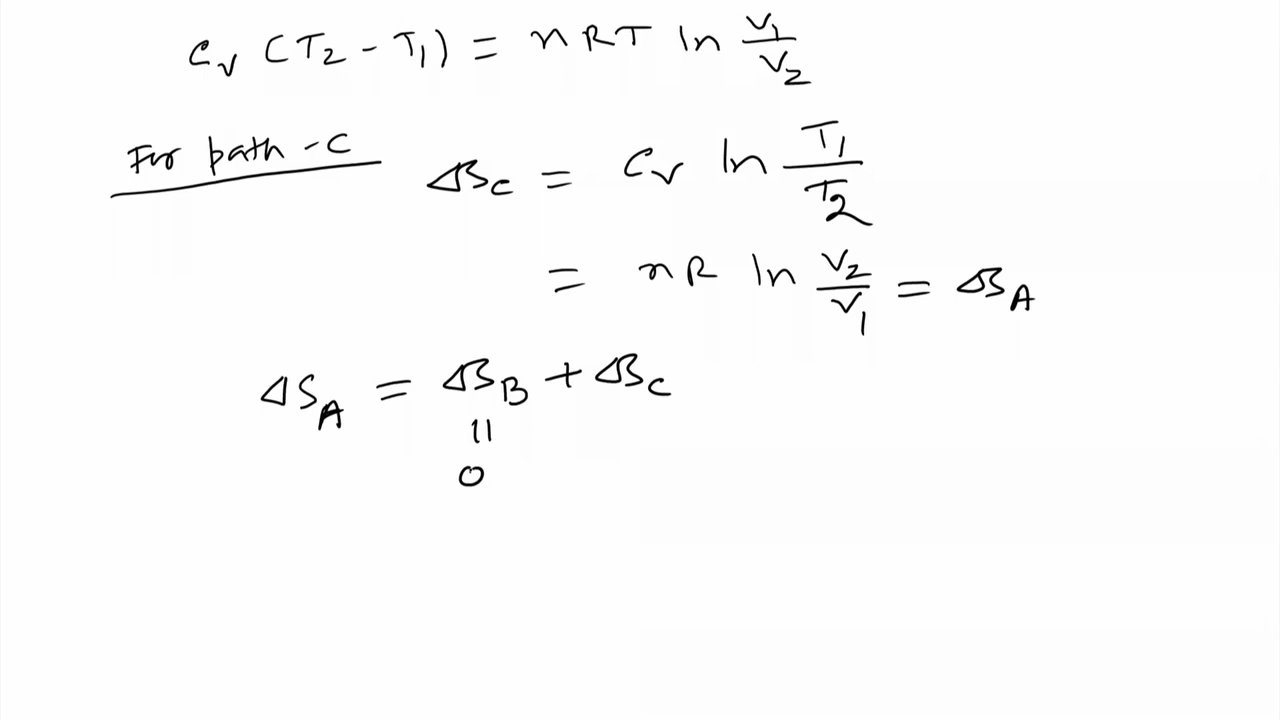 Cv (T2 - T1) = nRT ln V1/V2
For path - C
ΔSC = Cv ln T1/T2
= nR ln V2/V1 = ΔSA
ΔSA = ΔSB + ΔSC
||
0